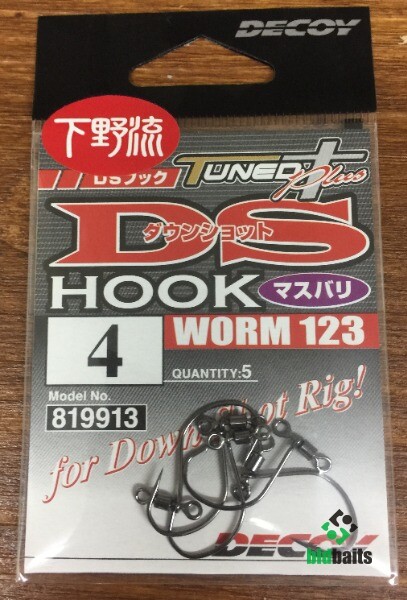 DECOY
下野流
DSフック
TUNED
Plus
DS
ダウンショット
HOOK
マスバリ
4
WORM 123
QUANTITY:5
Model No.
819913
for Down Shot Rig!
DECOY
bigbaits